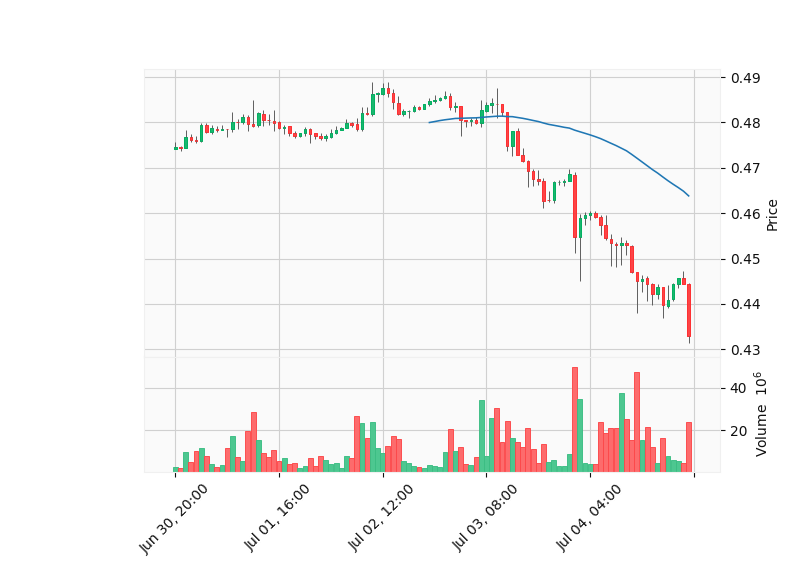 0.49
0.48
0.47
0.46
0.45
0.44
0.43
Price
40
20
Volume 10^6
Jun 30, 20:00
Jul 01, 16:00
Jul 02, 12:00
Jul 03, 08:00
Jul 04, 04:00